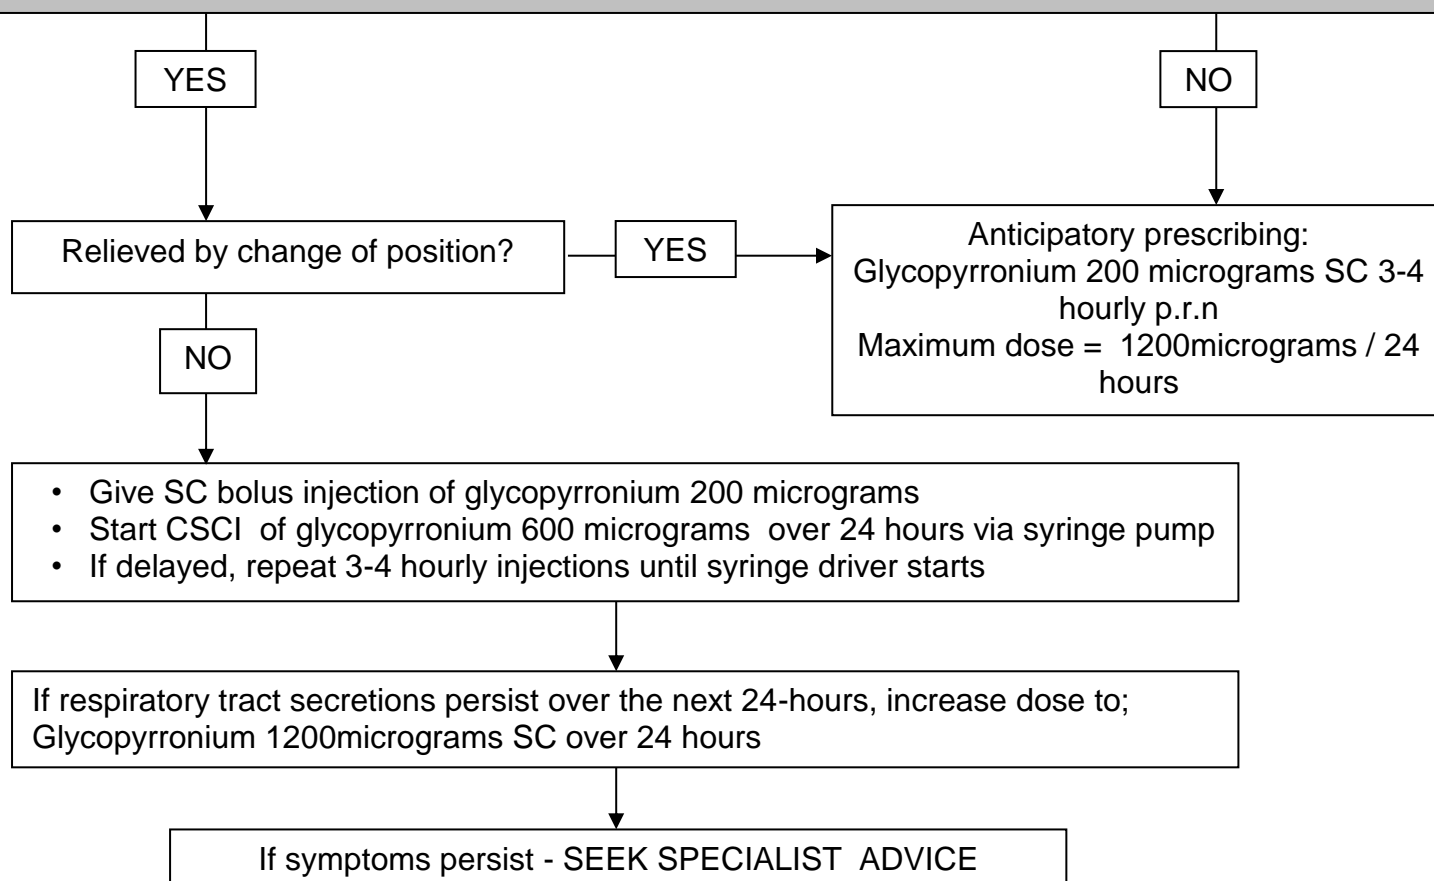 YES
NO
Relieved by change of position?
YES
Anticipatory prescribing:
Glycopyrronium 200 micrograms SC 3-4
hourly p.r.n
Maximum dose = 1200micrograms / 24
hours
NO
• Give SC bolus injection of glycopyrronium 200 micrograms
• Start CSCI of glycopyrronium 600 micrograms over 24 hours via syringe pump
• If delayed, repeat 3-4 hourly injections until syringe driver starts
If respiratory tract secretions persist over the next 24-hours, increase dose to;
Glycopyrronium 1200micrograms SC over 24 hours
If symptoms persist - SEEK SPECIALIST ADVICE